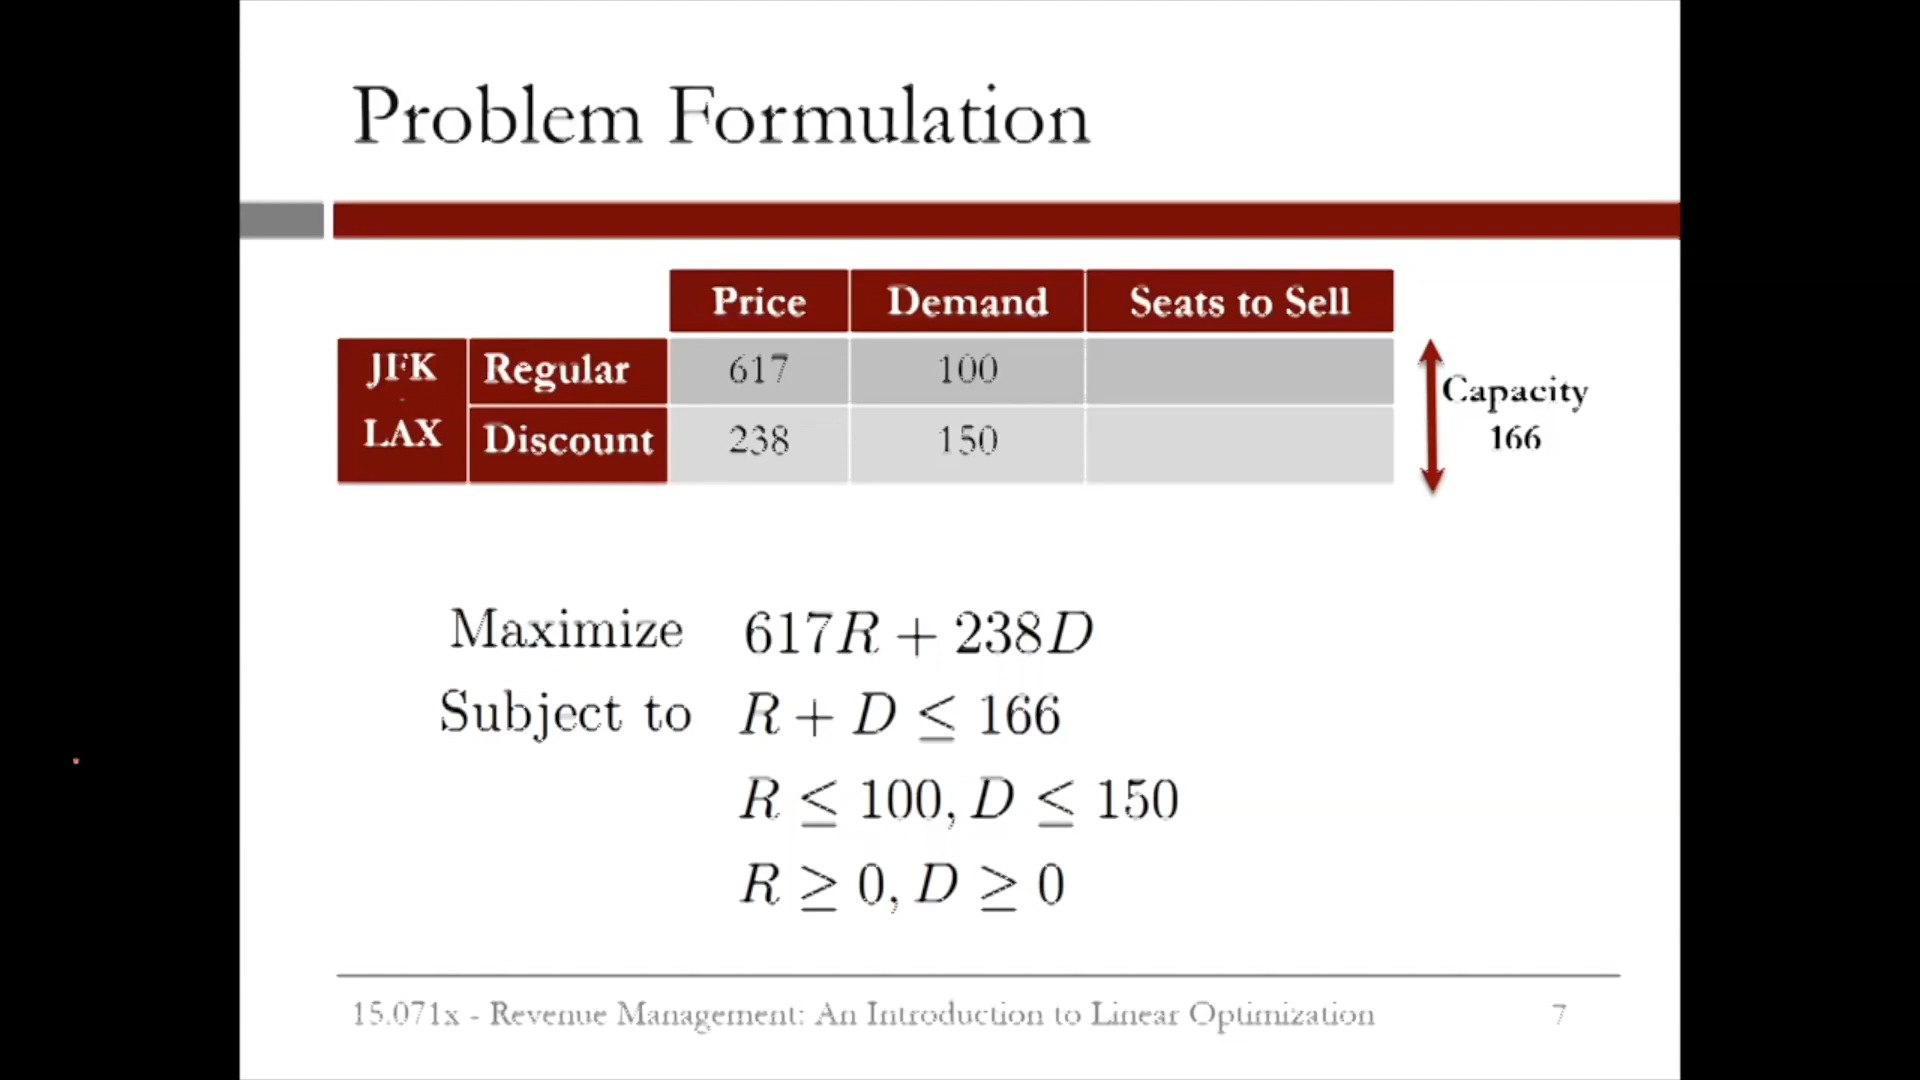 Problem Formulation
Price Demand Seats to Sell
JFK Regular 617 100
LAX Discount 238 150
Capacity
166
Maximize 617R + 238D
Subject to R + D ≤ 166
R ≤ 100, D ≤ 150
R ≥ 0, D ≥ 0
15.071x - Revenue Management: An Introduction to Linear Optimization 7